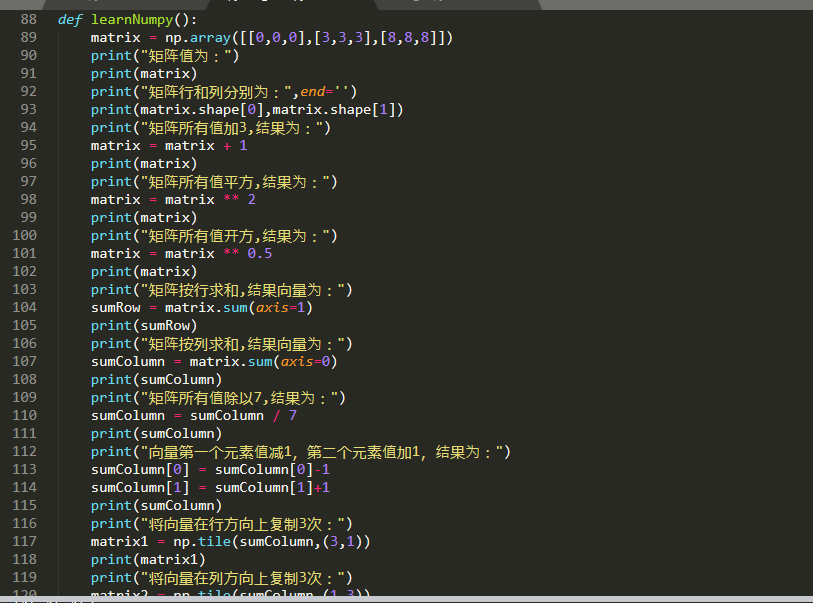 88 def learnNumpy():
89 matrix = np.array([[0,0,0],[3,3,3],[8,8,8]])
90 print("矩阵值为：")
91 print(matrix)
92 print("矩阵行和列分别为：",end='')
93 print(matrix.shape[0],matrix.shape[1])
94 print("矩阵所有值加3,结果为：")
95 matrix = matrix + 1
96 print(matrix)
97 print("矩阵所有值平方,结果为：")
98 matrix = matrix ** 2
99 print(matrix)
100 print("矩阵所有值开方,结果为：")
101 matrix = matrix ** 0.5
102 print(matrix)
103 print("矩阵按行求和,结果向量为：")
104 sumRow = matrix.sum(axis=1)
105 print(sumRow)
106 print("矩阵按列求和,结果向量为：")
107 sumColumn = matrix.sum(axis=0)
108 print(sumColumn)
109 print("矩阵所有值除以7,结果为：")
110 sumColumn = sumColumn / 7
111 print(sumColumn)
112 print("向量第一个元素值减1，第二个元素值加1，结果为：")
113 sumColumn[0] = sumColumn[0]-1
114 sumColumn[1] = sumColumn[1]+1
115 print(sumColumn)
116 print("将向量在行方向上复制3次：")
117 matrix1 = np.tile(sumColumn,(3,1))
118 print(matrix1)
119 print("将向量在列方向上复制3次：")
120 matrix2 = np.tile(sumColumn,(1,3))